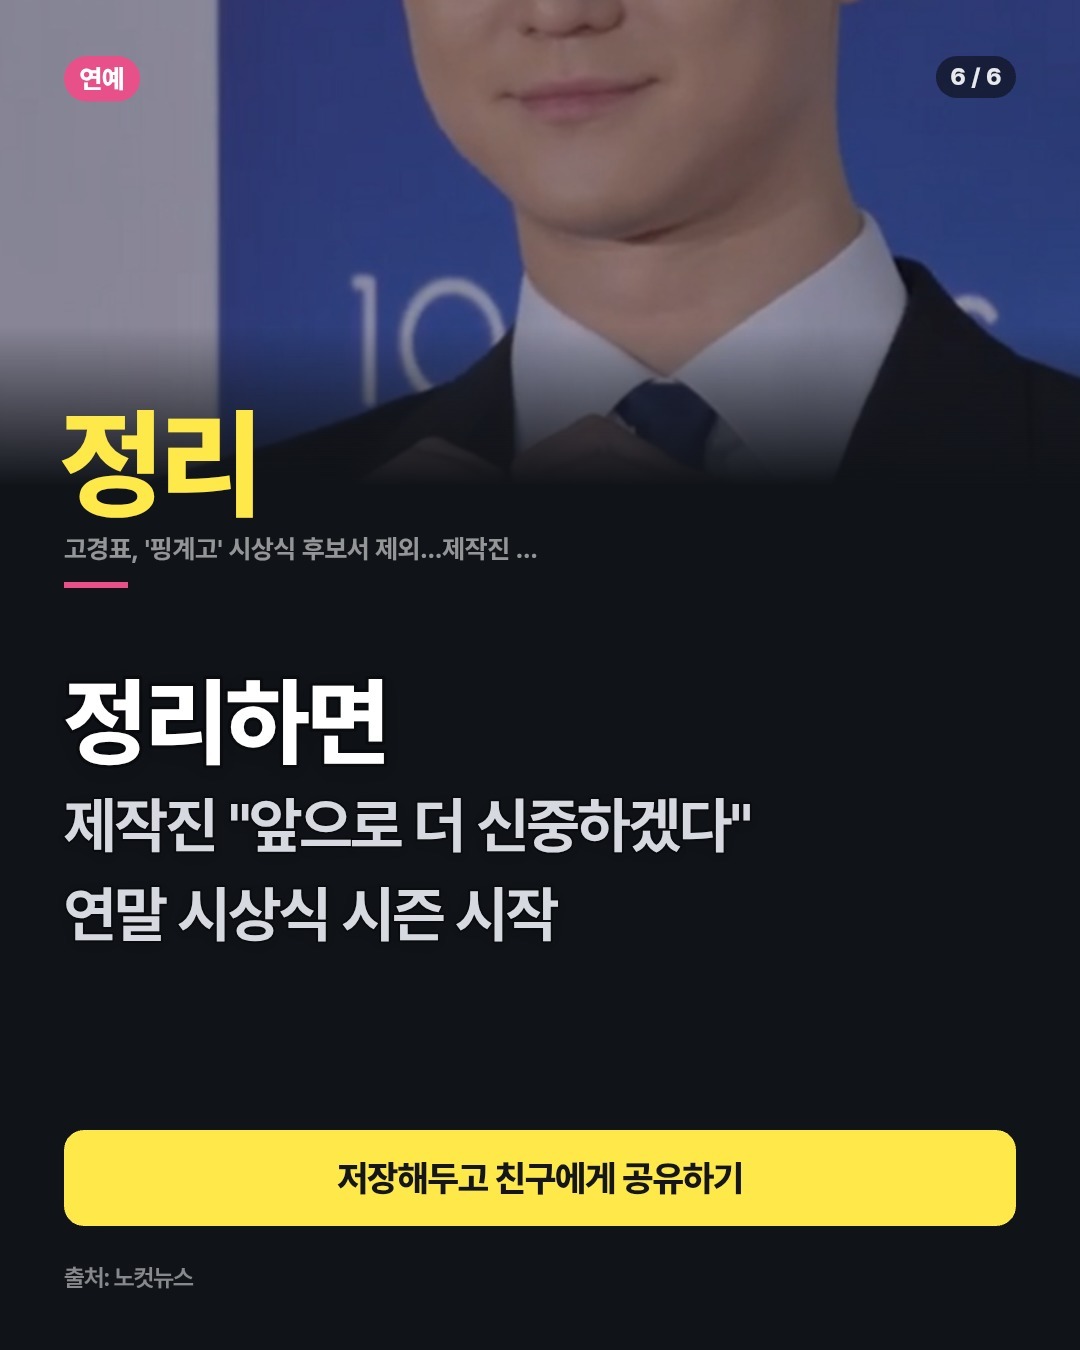 연예
6 / 6
10
정리
고경표, '핑계고' 시상식 후보서 제외...제작진 ...
정리하면
제작진 "앞으로 더 신중하겠다"
연말 시상식 시즌 시작
저장해두고 친구에게 공유하기
출처: 노컷뉴스